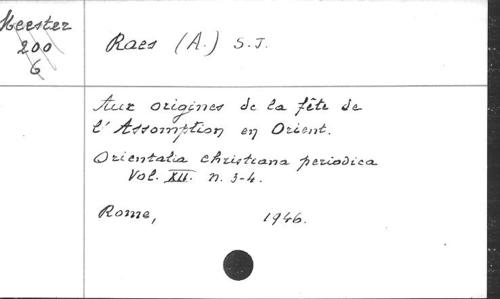 Meester
200
6
Raes (A.) S.J.
Aux origines de la fête de
l'Assomption en Orient.
Orientalia christiana periodica
Vol. XII. n. 3-4.
Rome, 1946.